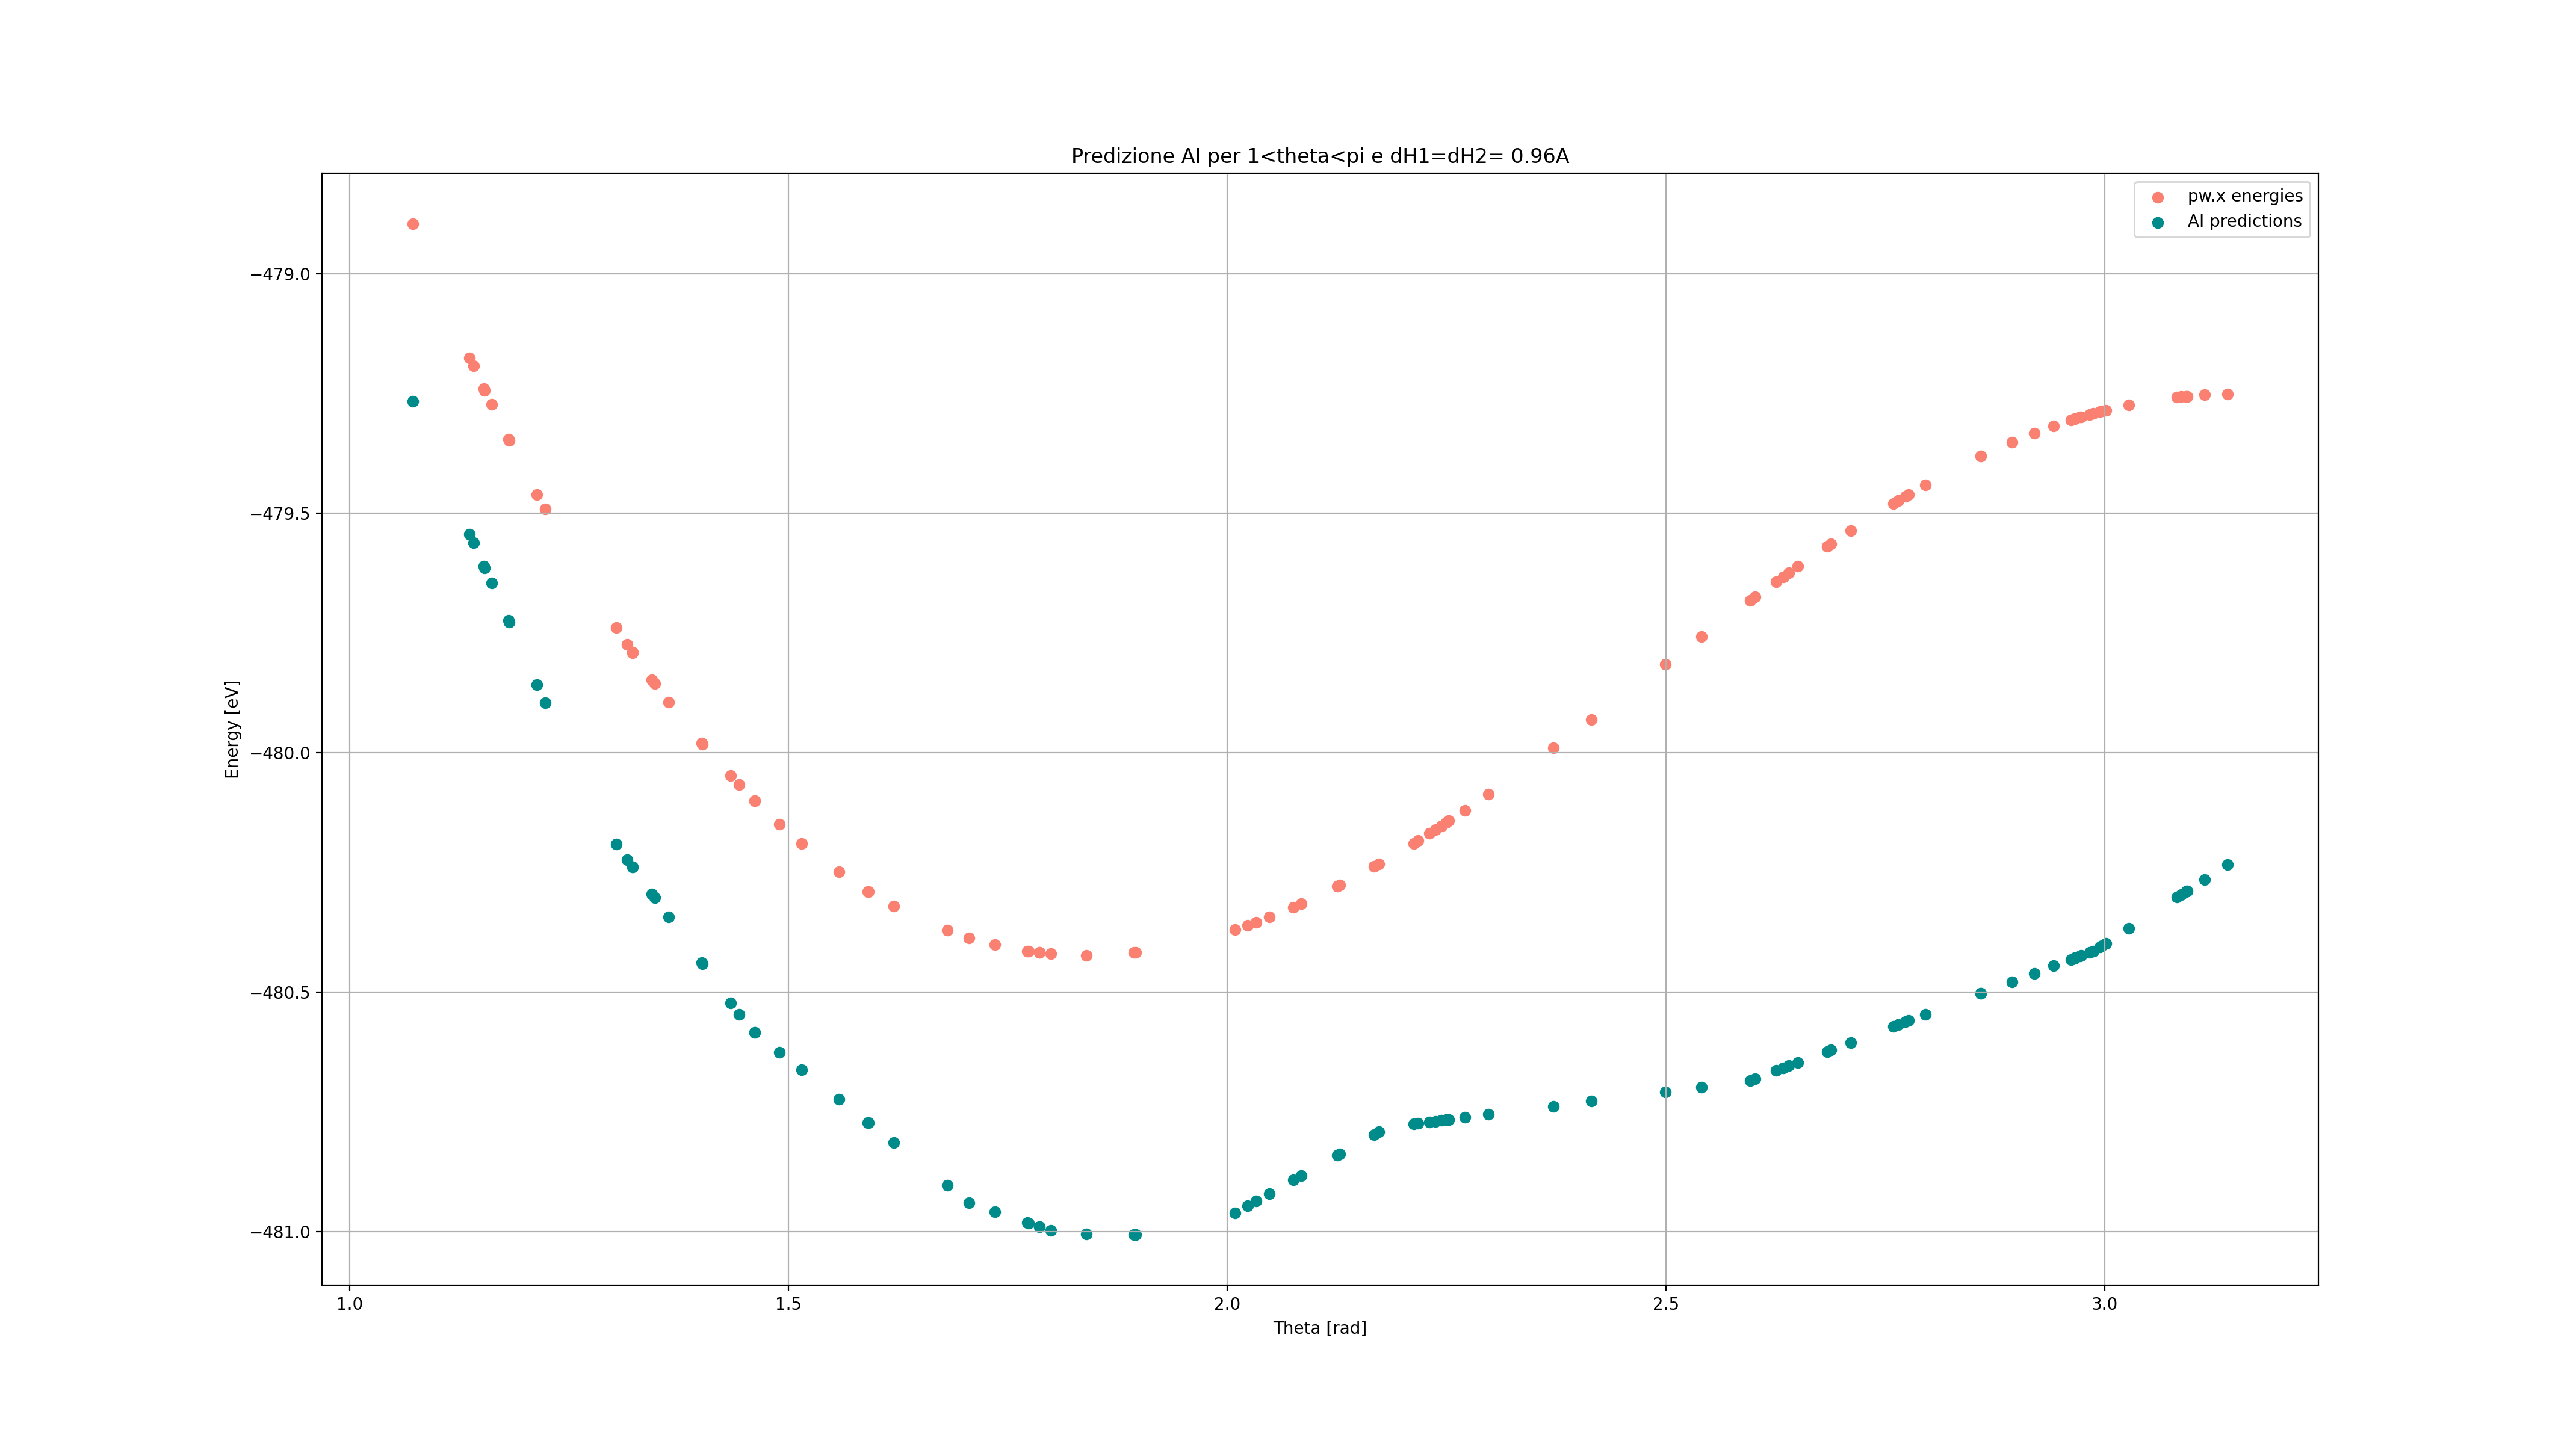 Predizione AI per 1<theta<pi e dH1=dH2= 0.96A
pw.x energies
AI predictions
−479.0
−479.5
−480.0
−480.5
−481.0
Energy [eV]
1.0
1.5
2.0
2.5
3.0
Theta [rad]